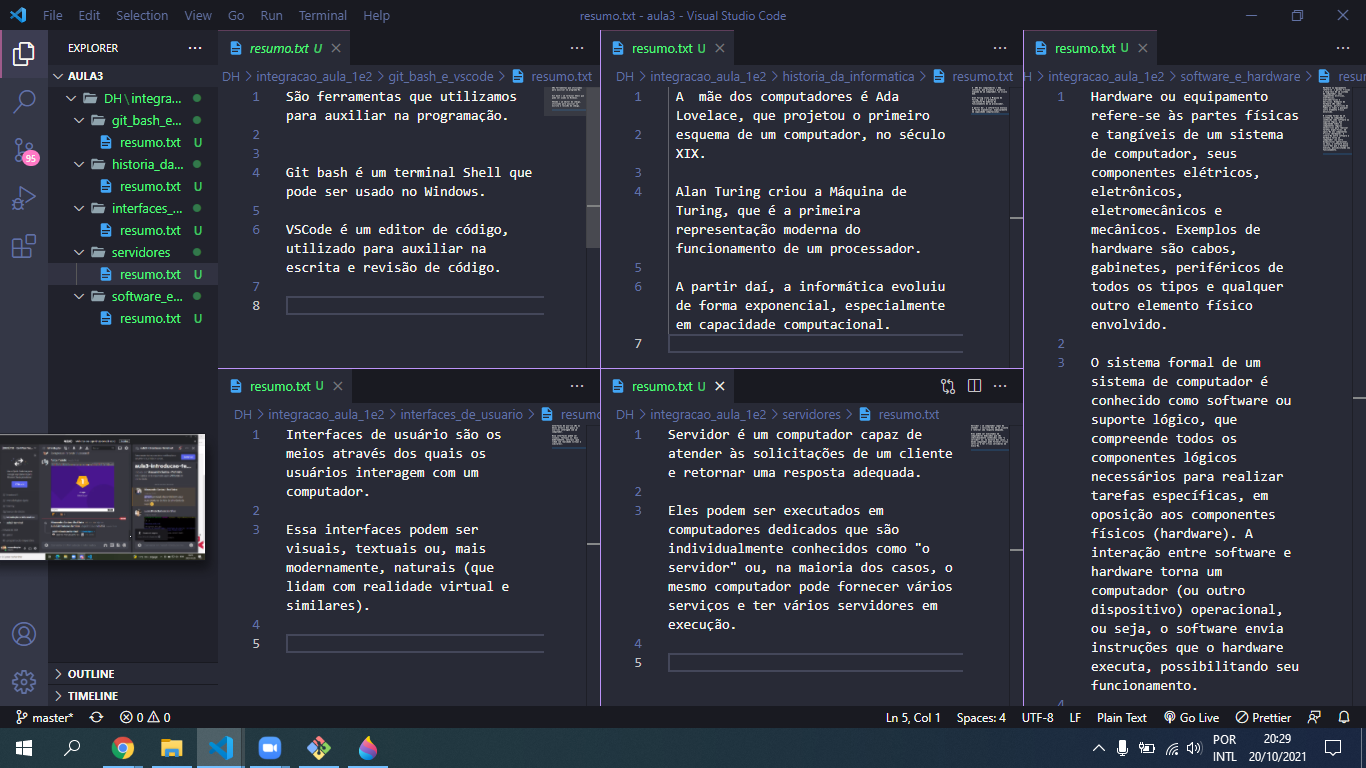 File Edit Selection View Go Run Terminal Help
resumo.txt - aula3 - Visual Studio Code
EXPLORER
AULA3
DH \ integra...
git_bash_e...
resumo.txt U
historia_da...
resumo.txt U
interfaces_...
resumo.txt U
servidores
resumo.txt U
software_e...
resumo.txt U
95
OUTLINE
TIMELINE
resumo.txt U
DH > integracao_aula_1e2 > git_bash_e_vscode > resumo.txt
1 São ferramentas que utilizamos
para auxiliar na programação.
2
3
4 Git bash é um terminal Shell que
pode ser usado no Windows.
5
6 VSCode é um editor de código,
utilizado para auxiliar na
escrita e revisão de código.
7
8
resumo.txt U
DH > integracao_aula_1e2 > historia_da_informatica > resumo.txt
1 A  mãe dos computadores é Ada
Lovelace, que projetou o primeiro
2 esquema de um computador, no século
XIX.
3
4 Alan Turing criou a Máquina de
Turing, que é a primeira
representação moderna do
funcionamento de um processador.
5
6 A partir daí, a informática evoluiu
de forma exponencial, especialmente
em capacidade computacional.
7
resumo.txt U
DH > integracao_aula_1e2 > interfaces_de_usuario > resumo
1 Interfaces de usuário são os
meios através dos quais os
usuários interagem com um
computador.
2
3 Essa interfaces podem ser
visuais, textuais ou, mais
modernamente, naturais (que
lidam com realidade virtual e
similares).
4
5
resumo.txt U
DH > integracao_aula_1e2 > servidores > resumo.txt
1 Servidor é um computador capaz de
atender às solicitações de um cliente
e retornar uma resposta adequada.
2
3 Eles podem ser executados em
computadores dedicados que são
individualmente conhecidos como "o
servidor" ou, na maioria dos casos, o
mesmo computador pode fornecer vários
serviços e ter vários servidores em
execução.
4
5
resumo.txt U
H > integracao_aula_1e2 > software_e_hardware > resum
1 Hardware ou equipamento
refere-se às partes físicas
e tangíveis de um sistema
de computador, seus
componentes elétricos,
eletrônicos,
eletromecânicos e
mecânicos. Exemplos de
hardware são cabos,
gabinetes, periféricos de
todos os tipos e qualquer
outro elemento físico
envolvido.
2
3 O sistema formal de um
sistema de computador é
conhecido como software ou
suporte lógico, que
compreende todos os
componentes lógicos
necessários para realizar
tarefas específicas, em
oposição aos componentes
físicos (hardware). A
interação entre software e
hardware torna um
computador (ou outro
dispositivo) operacional,
ou seja, o software envia
instruções que o hardware
executa, possibilitando seu
funcionamento.
4
master* 0 0
Ln 5, Col 1 Spaces: 4 UTF-8 LF Plain Text Go Live Prettier
POR
INTL
20:29
20/10/2021